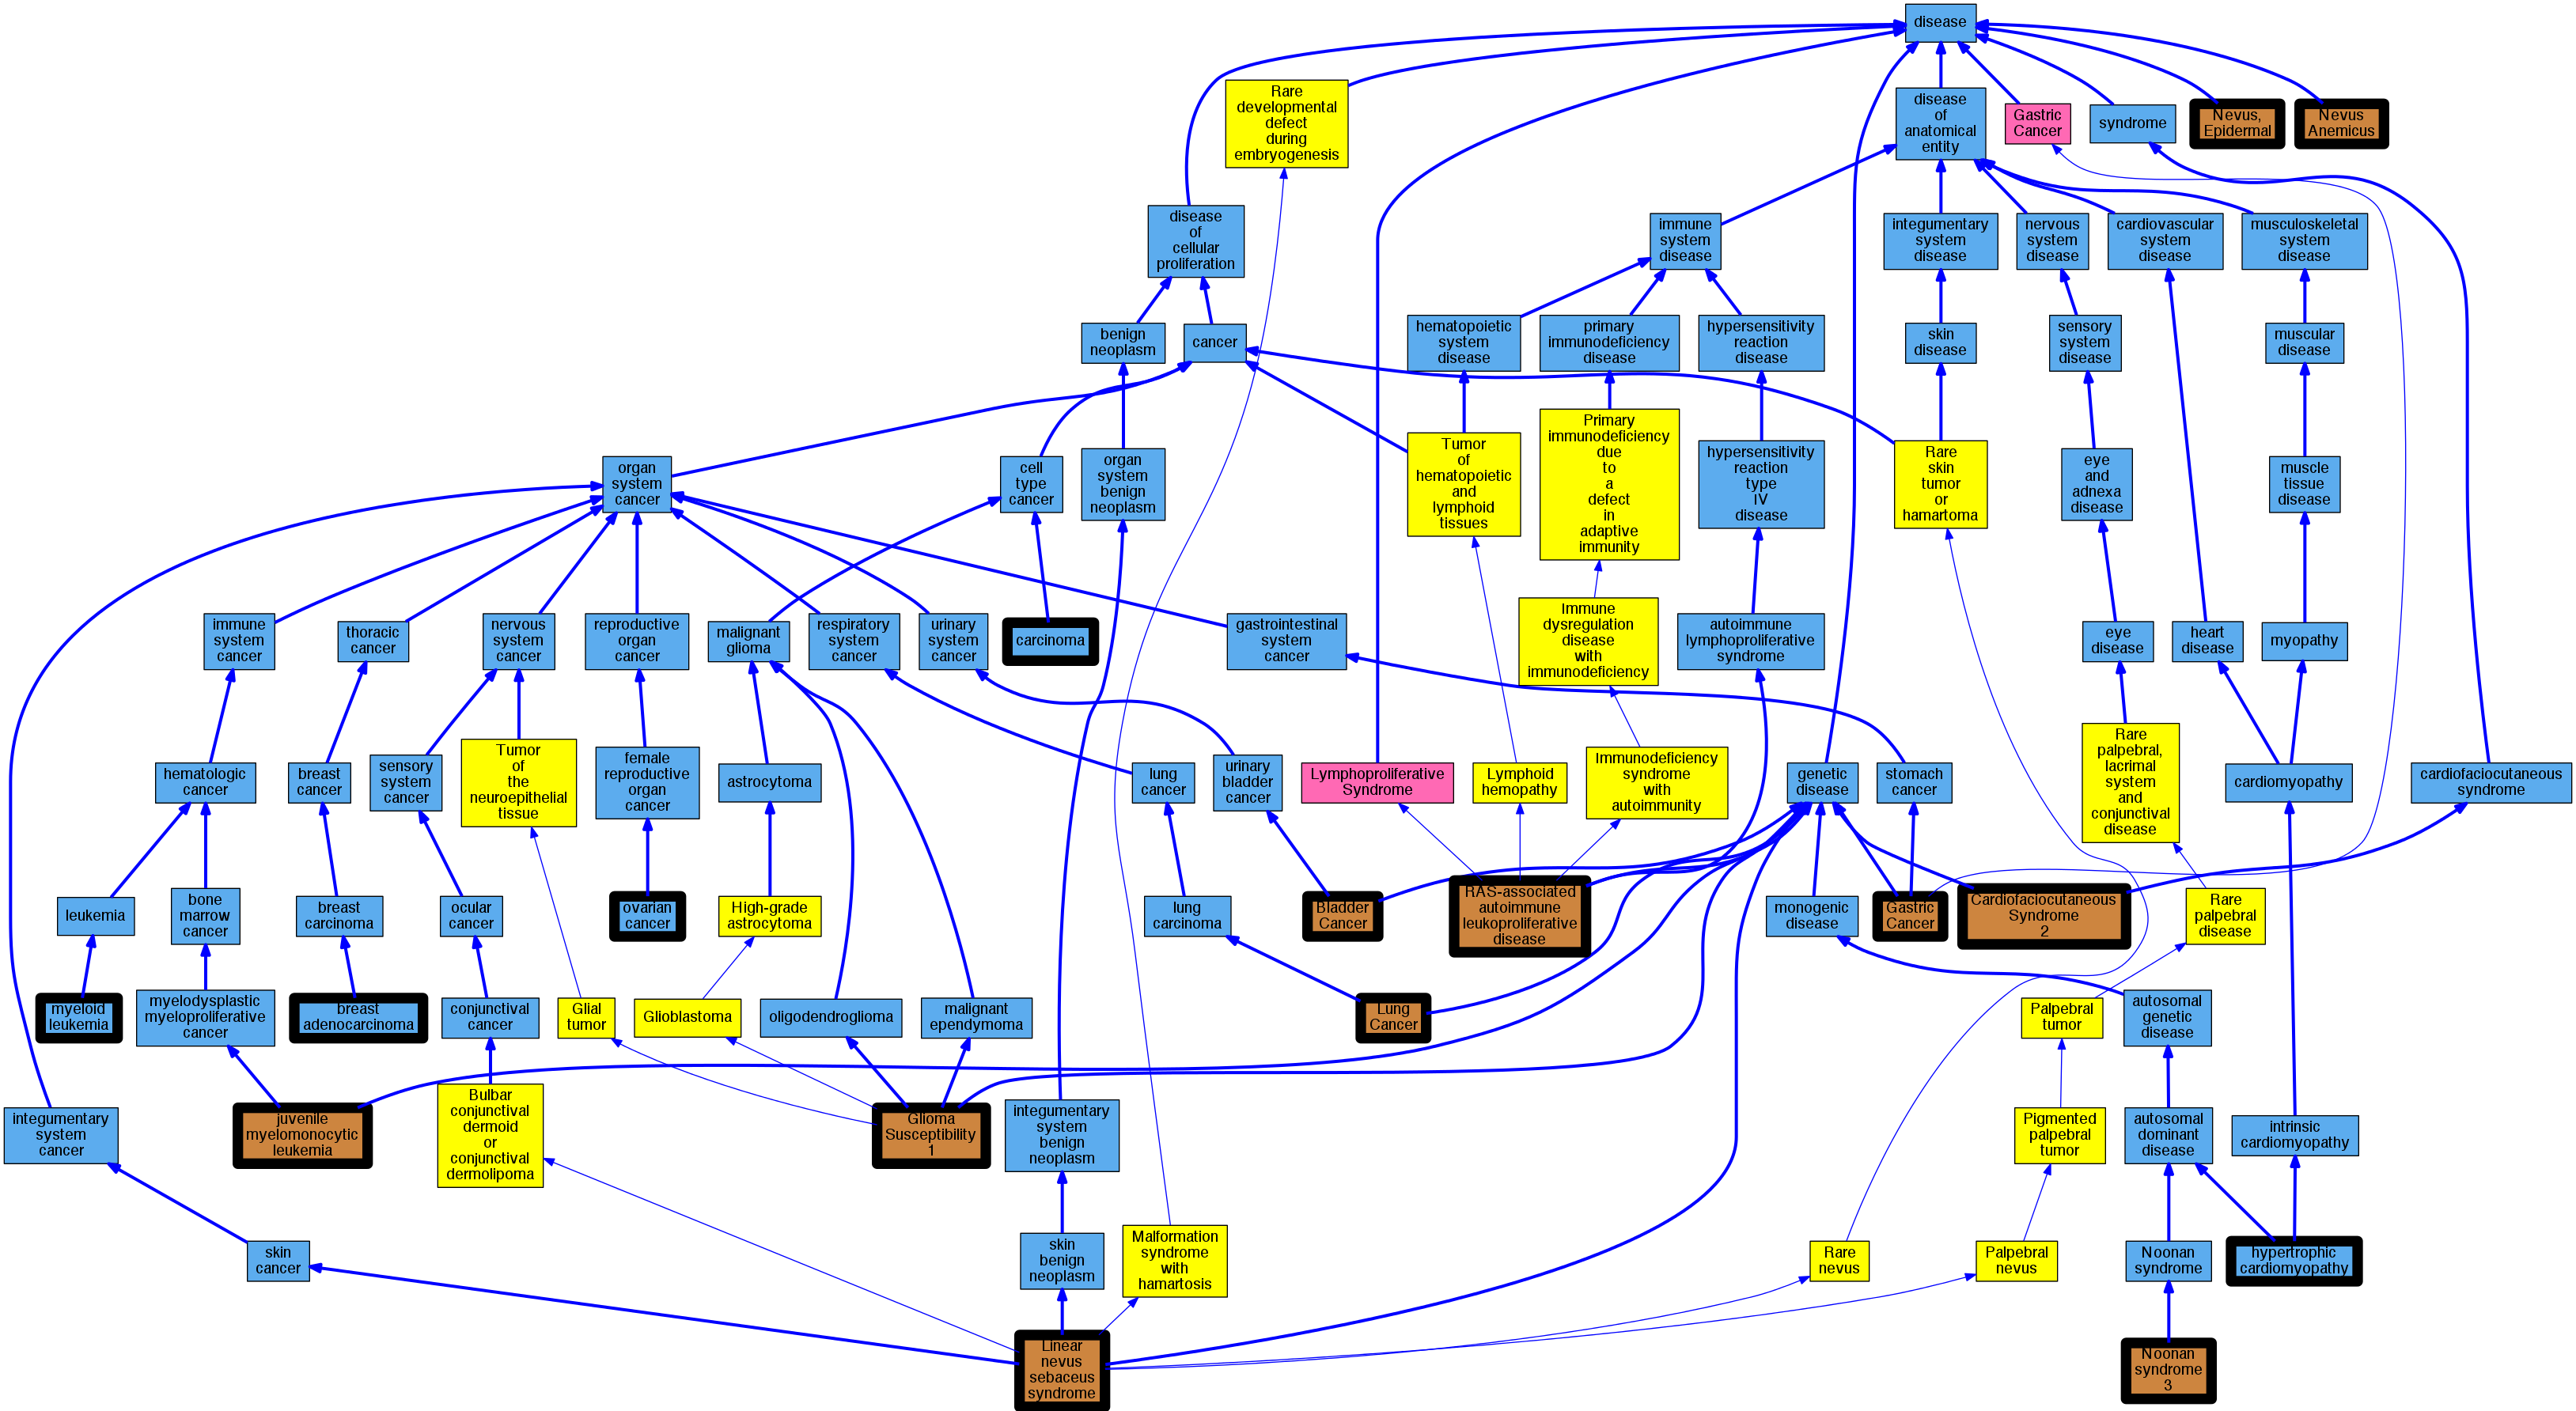 disease
Rare
developmental
defect
during
embryogenesis
disease
of
anatomical
entity
Gastric
Cancer
syndrome
Nevus,
Epidermal
Nevus
Anemicus
disease
of
cellular
proliferation
immune
system
disease
integumentary
system
disease
nervous
system
disease
cardiovascular
system
disease
musculoskeletal
system
disease
benign
neoplasm
cancer
hematopoietic
system
disease
primary
immunodeficiency
disease
hypersensitivity
reaction
disease
skin
disease
sensory
system
disease
muscular
disease
organ
system
cancer
cell
type
cancer
organ
system
benign
neoplasm
Tumor
of
hematopoietic
and
lymphoid
tissues
Primary
immunodeficiency
due
to
a
defect
in
adaptive
immunity
hypersensitivity
reaction
type
IV
disease
Rare
skin
tumor
or
hamartoma
eye
and
adnexa
disease
muscle
tissue
disease
immune
system
cancer
thoracic
cancer
nervous
system
cancer
reproductive
organ
cancer
malignant
glioma
respiratory
system
cancer
urinary
system
cancer
carcinoma
gastrointestinal
system
cancer
Immune
dysregulation
disease
with
immunodeficiency
autoimmune
lymphoproliferative
syndrome
eye
disease
heart
disease
myopathy
hematologic
cancer
breast
cancer
sensory
system
cancer
Tumor
of
the
neuroepithelial
tissue
female
reproductive
organ
cancer
astrocytoma
lung
cancer
urinary
bladder
cancer
Lymphoproliferative
Syndrome
Lymphoid
hemopathy
Immunodeficiency
syndrome
with
autoimmunity
genetic
disease
stomach
cancer
Rare
palpebral,
lacrimal
system
and
conjunctival
disease
cardiomyopathy
cardiofaciocutaneous
syndrome
leukemia
bone
marrow
cancer
breast
carcinoma
ocular
cancer
ovarian
cancer
High-grade
astrocytoma
lung
carcinoma
Bladder
Cancer
RAS-associated
autoimmune
leukoproliferative
disease
monogenic
disease
Gastric
Cancer
Cardiofaciocutaneous
Syndrome
2
Rare
palpebral
disease
myeloid
leukemia
myelodysplastic
myeloproliferative
cancer
breast
adenocarcinoma
conjunctival
cancer
Glial
tumor
Glioblastoma
oligodendroglioma
malignant
ependymoma
Lung
Cancer
Palpebral
tumor
autosomal
genetic
disease
integumentary
system
cancer
juvenile
myelomonocytic
leukemia
Bulbar
conjunctival
dermoid
or
conjunctival
dermolipoma
Glioma
Susceptibility
1
integumentary
system
benign
neoplasm
Pigmented
palpebral
tumor
autosomal
dominant
disease
intrinsic
cardiomyopathy
skin
cancer
skin
benign
neoplasm
Malformation
syndrome
with
hamartosis
Rare
nevus
Palpebral
nevus
Noonan
syndrome
hypertrophic
cardiomyopathy
Linear
nevus
sebaceus
syndrome
Noonan
syndrome
3